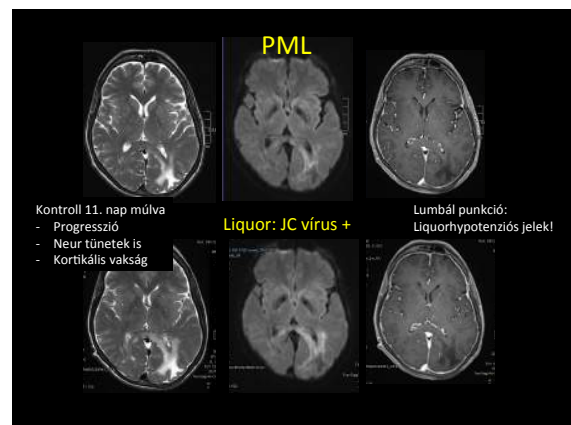 PML
Kontroll 11. nap múlva
- Progresszió
- Neur tünetek is
- Kortikális vakság
Liquor: JC vírus +
Lumbál punkció:
Liquorhypotenziós jelek!